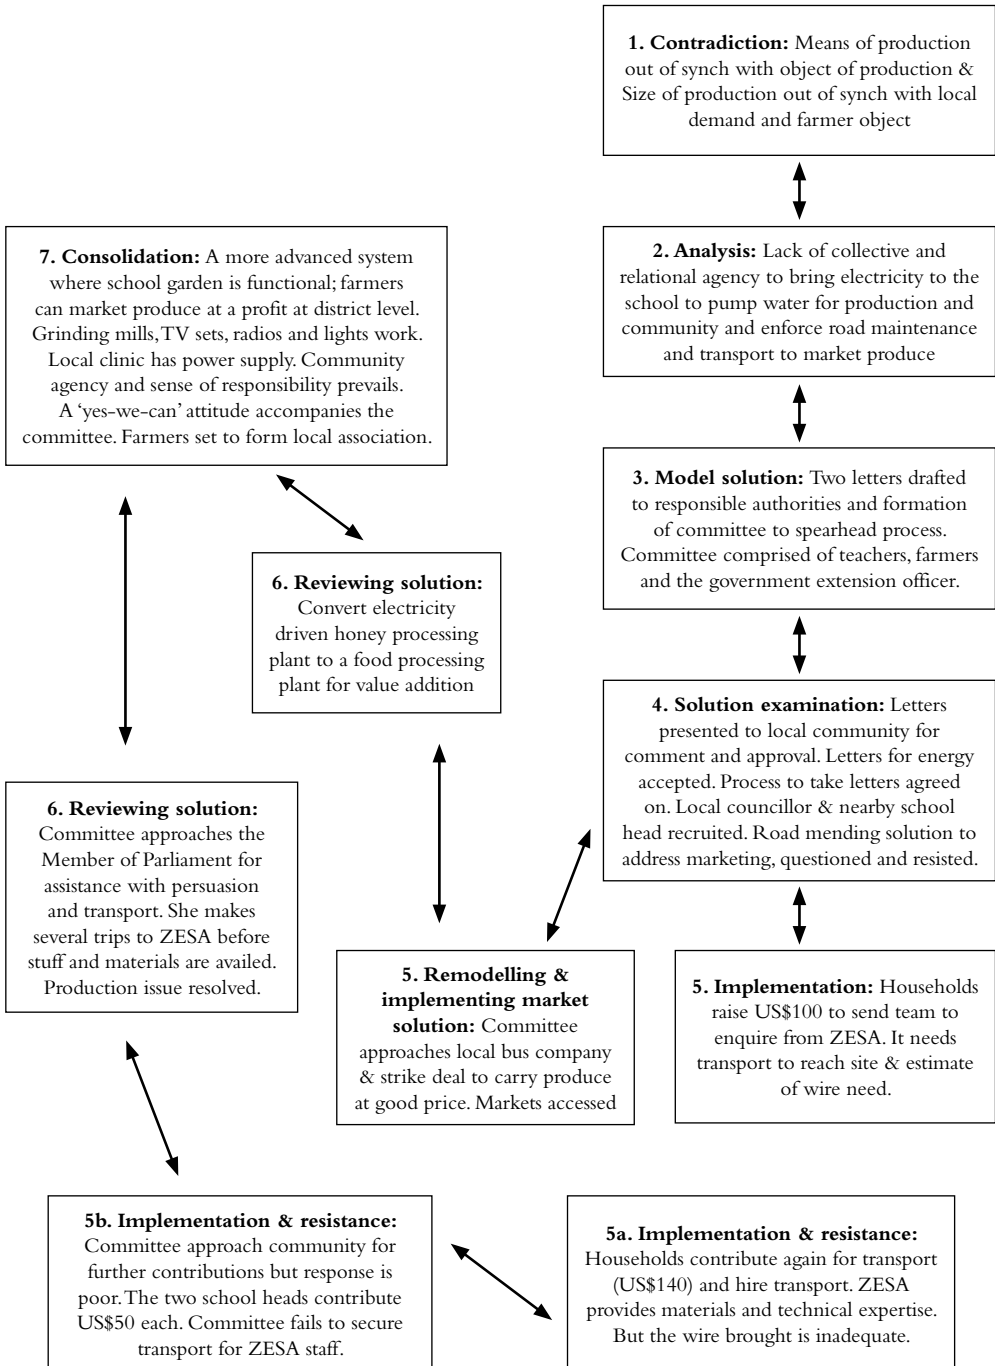 1. Contradiction: Means of production
out of synch with object of production &
Size of production out of synch with local
demand and farmer object
2. Analysis: Lack of collective and
relational agency to bring electricity to the
school to pump water for production and
community and enforce road maintenance
and transport to market produce
3. Model solution: Two letters drafted
to responsible authorities and formation
of committee to spearhead process.
Committee comprised of teachers, farmers
and the government extension officer.
4. Solution examination: Letters
presented to local community for
comment and approval. Letters for energy
accepted. Process to take letters agreed
on. Local councillor & nearby school
head recruited. Road mending solution to
address marketing, questioned and resisted.
5. Implementation: Households
raise US$100 to send team to
enquire from ZESA. It needs
transport to reach site & estimate
of wire need.
5. Remodelling &
implementing market
solution: Committee
approaches local bus company
& strike deal to carry produce
at good price. Markets accessed
5a. Implementation & resistance:
Households contribute again for transport
(US$140) and hire transport. ZESA
provides materials and technical expertise.
But the wire brought is inadequate.
5b. Implementation & resistance:
Committee approach community for
further contributions but response is
poor. The two school heads contribute
US$50 each. Committee fails to secure
transport for ZESA staff.
6. Reviewing solution:
Committee approaches the
Member of Parliament for
assistance with persuasion
and transport. She makes
several trips to ZESA before
stuff and materials are availed.
Production issue resolved.
6. Reviewing solution:
Convert electricity
driven honey processing
plant to a food processing
plant for value addition
7. Consolidation: A more advanced system
where school garden is functional; farmers
can market produce at a profit at district level.
Grinding mills, TV sets, radios and lights work.
Local clinic has power supply. Community
agency and sense of responsibility prevails.
A ‘yes-we-can’ attitude accompanies the
committee. Farmers set to form local association.